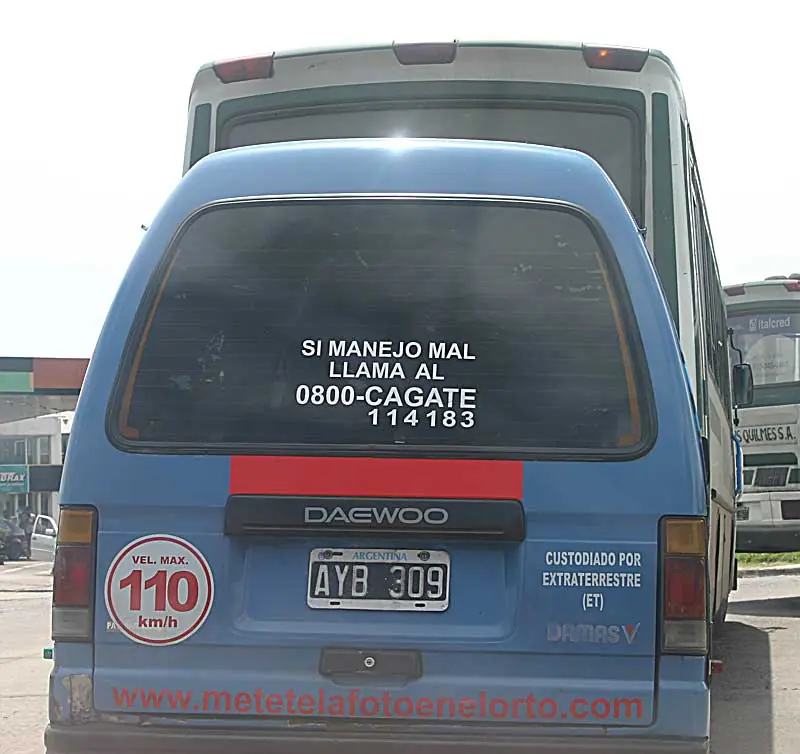 italcred
QUILMES S.A.
SI MANEJO MAL
LLAMA AL
0800-CAGATE
114183
DAEWOO
VEL. MAX.
110
km/h
ARGENTINA
AYB 309
CUSTODIADO POR
EXTRATERRESTRE
(ET)
DAMAS
www.metetelafotoenelorto.com